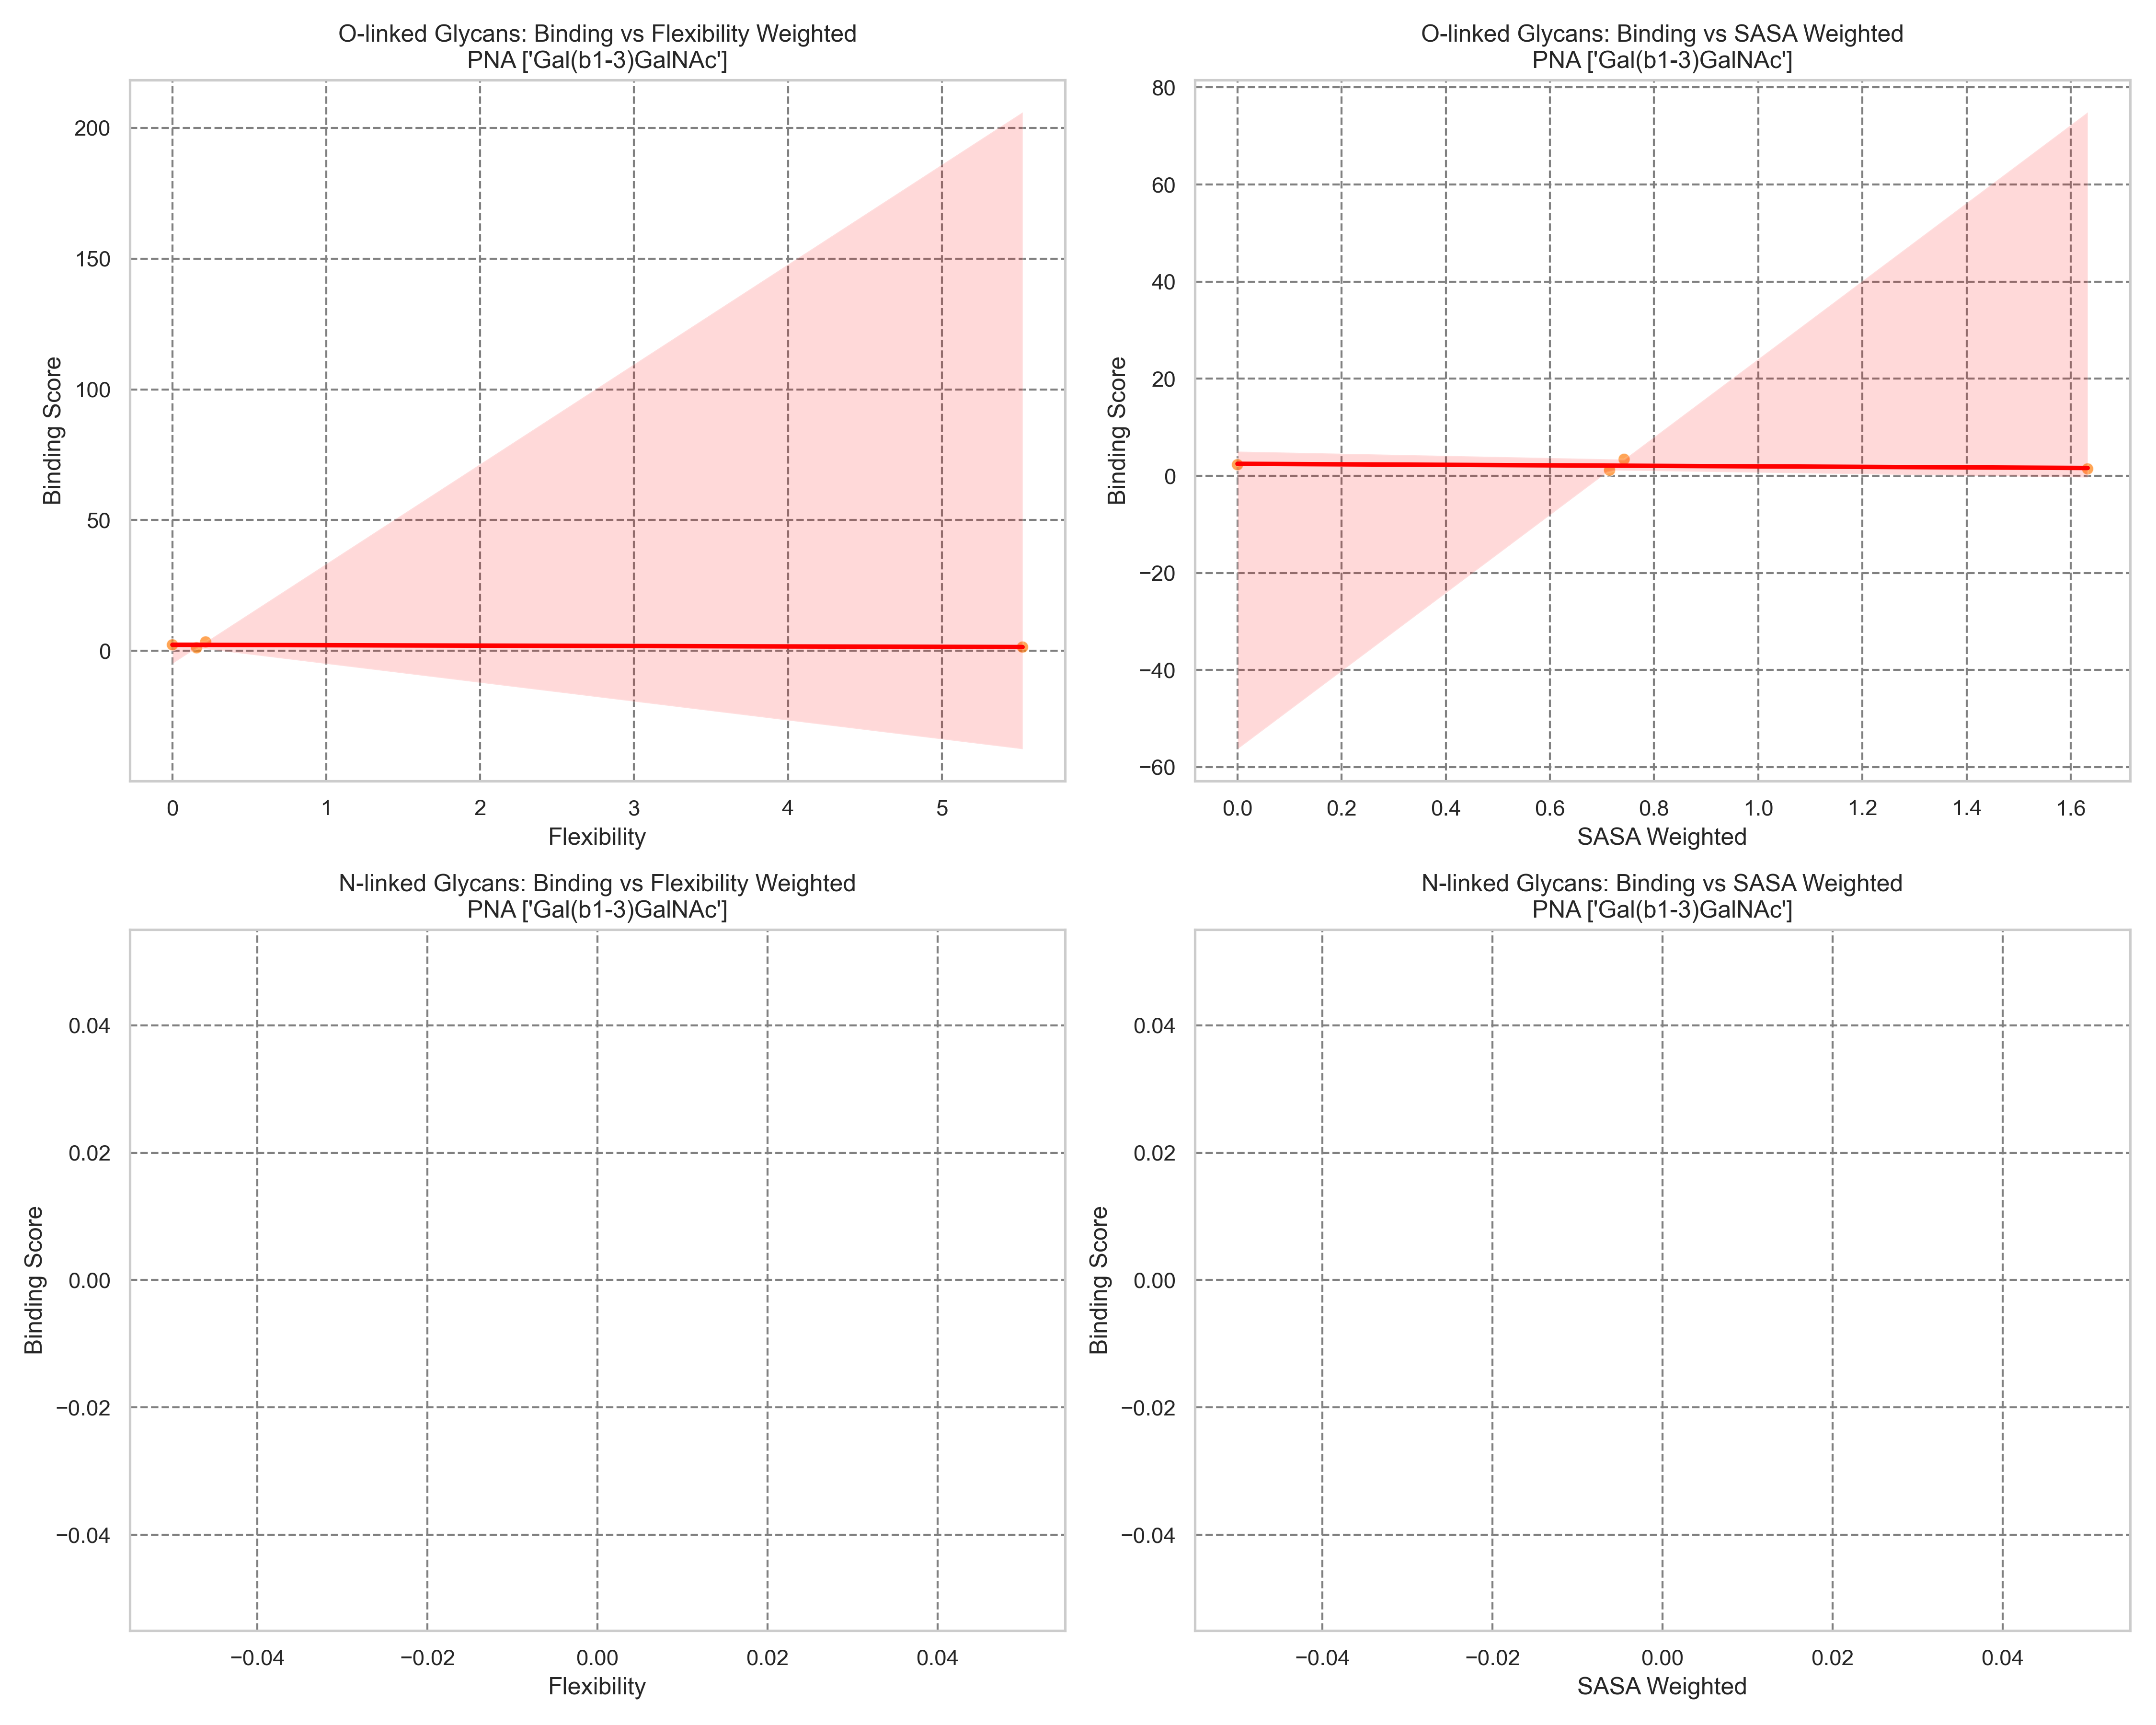 O-linked Glycans: Binding vs Flexibility Weighted
PNA ['Gal(b1-3)GalNAc']
200
150
100
50
0
Binding Score
0 1 2 3 4 5
Flexibility
O-linked Glycans: Binding vs SASA Weighted
PNA ['Gal(b1-3)GalNAc']
80
60
40
20
0
−20
−40
−60
Binding Score
0.0 0.2 0.4 0.6 0.8 1.0 1.2 1.4 1.6
SASA Weighted
N-linked Glycans: Binding vs Flexibility Weighted
PNA ['Gal(b1-3)GalNAc']
0.04
0.02
0.00
−0.02
−0.04
Binding Score
−0.04 −0.02 0.00 0.02 0.04
Flexibility
N-linked Glycans: Binding vs SASA Weighted
PNA ['Gal(b1-3)GalNAc']
0.04
0.02
0.00
−0.02
−0.04
Binding Score
−0.04 −0.02 0.00 0.02 0.04
SASA Weighted